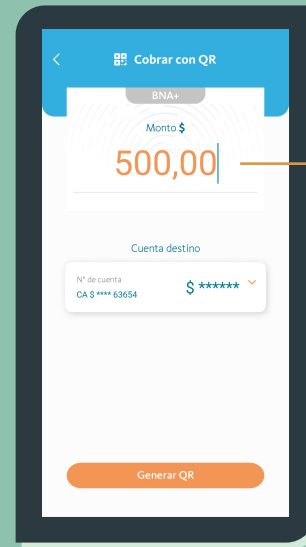 Cobrar con QR
BNA+
Monto $
500,00
Cuenta destino
N° de cuenta
CA $ **** 63654
$ ******
Generar QR